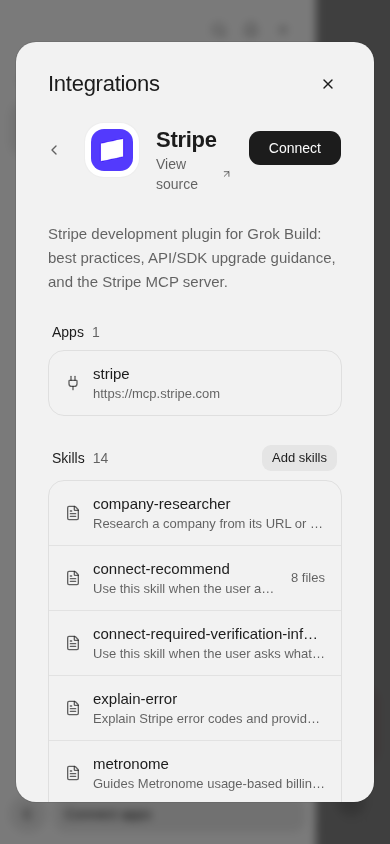 Integrations
Stripe
View
source
Connect
Stripe development plugin for Grok Build:
best practices, API/SDK upgrade guidance,
and the Stripe MCP server.
Apps 1
stripe
https://mcp.stripe.com
Skills 14
Add skills
company-researcher
Research a company from its URL or …
connect-recommend
Use this skill when the user a…
8 files
connect-required-verification-inf…
Use this skill when the user asks what…
explain-error
Explain Stripe error codes and provid…
metronome
Guides Metronome usage-based billin…